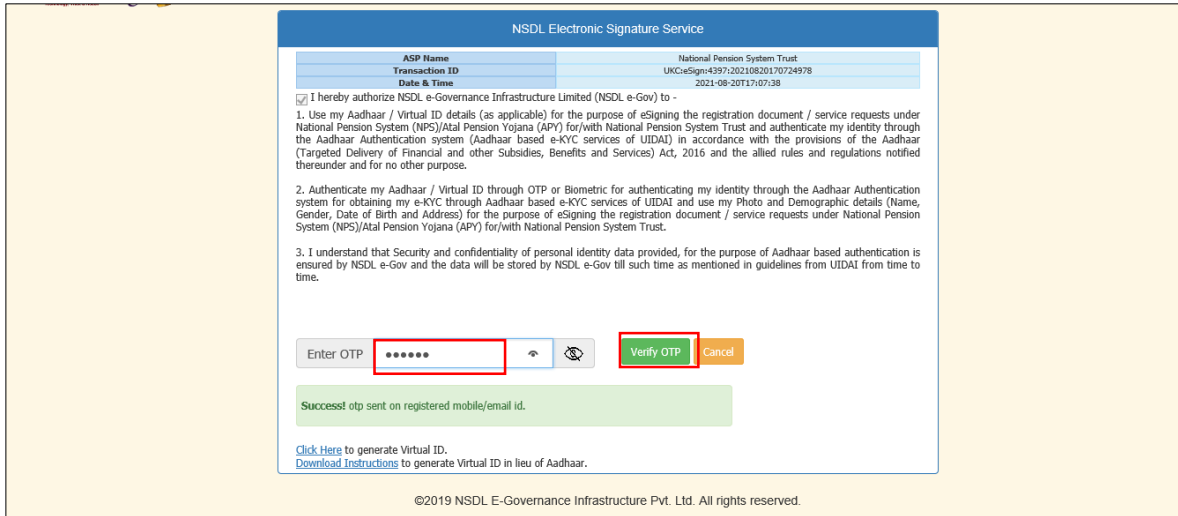 NSDL Electronic Signature Service
ASP Name National Pension System Trust
Transaction ID UKC:eSign:4397:20210820170724978
Date & Time 2021-08-20T17:07:38
I hereby authorize NSDL e-Governance Infrastructure Limited (NSDL e-Gov) to -
1. Use my Aadhaar / Virtual ID details (as applicable) for the purpose of eSigning the registration document / service requests under
National Pension System (NPS)/Atal Pension Yojana (APY) for/with National Pension System Trust and authenticate my identity through
the Aadhaar Authentication system (Aadhaar based e-KYC services of UIDAI) in accordance with the provisions of the Aadhaar
(Targeted Delivery of Financial and other Subsidies, Benefits and Services) Act, 2016 and the allied rules and regulations notified
thereunder and for no other purpose.
2. Authenticate my Aadhaar / Virtual ID through OTP or Biometric for authenticating my identity through the Aadhaar Authentication
system for obtaining my e-KYC through Aadhaar based e-KYC services of UIDAI and use my Photo and Demographic details (Name,
Gender, Date of Birth and Address) for the purpose of eSigning the registration document / service requests under National Pension
System (NPS)/Atal Pension Yojana (APY) for/with National Pension System Trust.
3. I understand that Security and confidentiality of personal identity data provided, for the purpose of Aadhaar based authentication is
ensured by NSDL e-Gov and the data will be stored by NSDL e-Gov till such time as mentioned in guidelines from UIDAI from time to
time.
Enter OTP •••••• Verify OTP Cancel
Success! otp sent on registered mobile/email id.
Click Here to generate Virtual ID.
Download Instructions to generate Virtual ID in lieu of Aadhaar.
©2019 NSDL E-Governance Infrastructure Pvt. Ltd. All rights reserved.